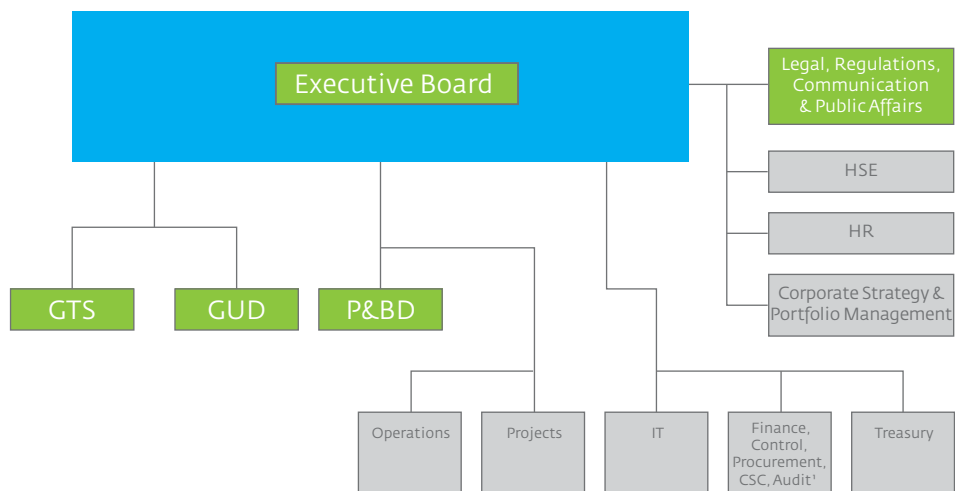 Executive Board
Legal, Regulations,
Communication
& Public Affairs
HSE
HR
Corporate Strategy &
Portfolio Management
GTS
GUD
P&BD
Operations
Projects
IT
Finance,
Control,
Procurement,
CSC, Audit¹
Treasury